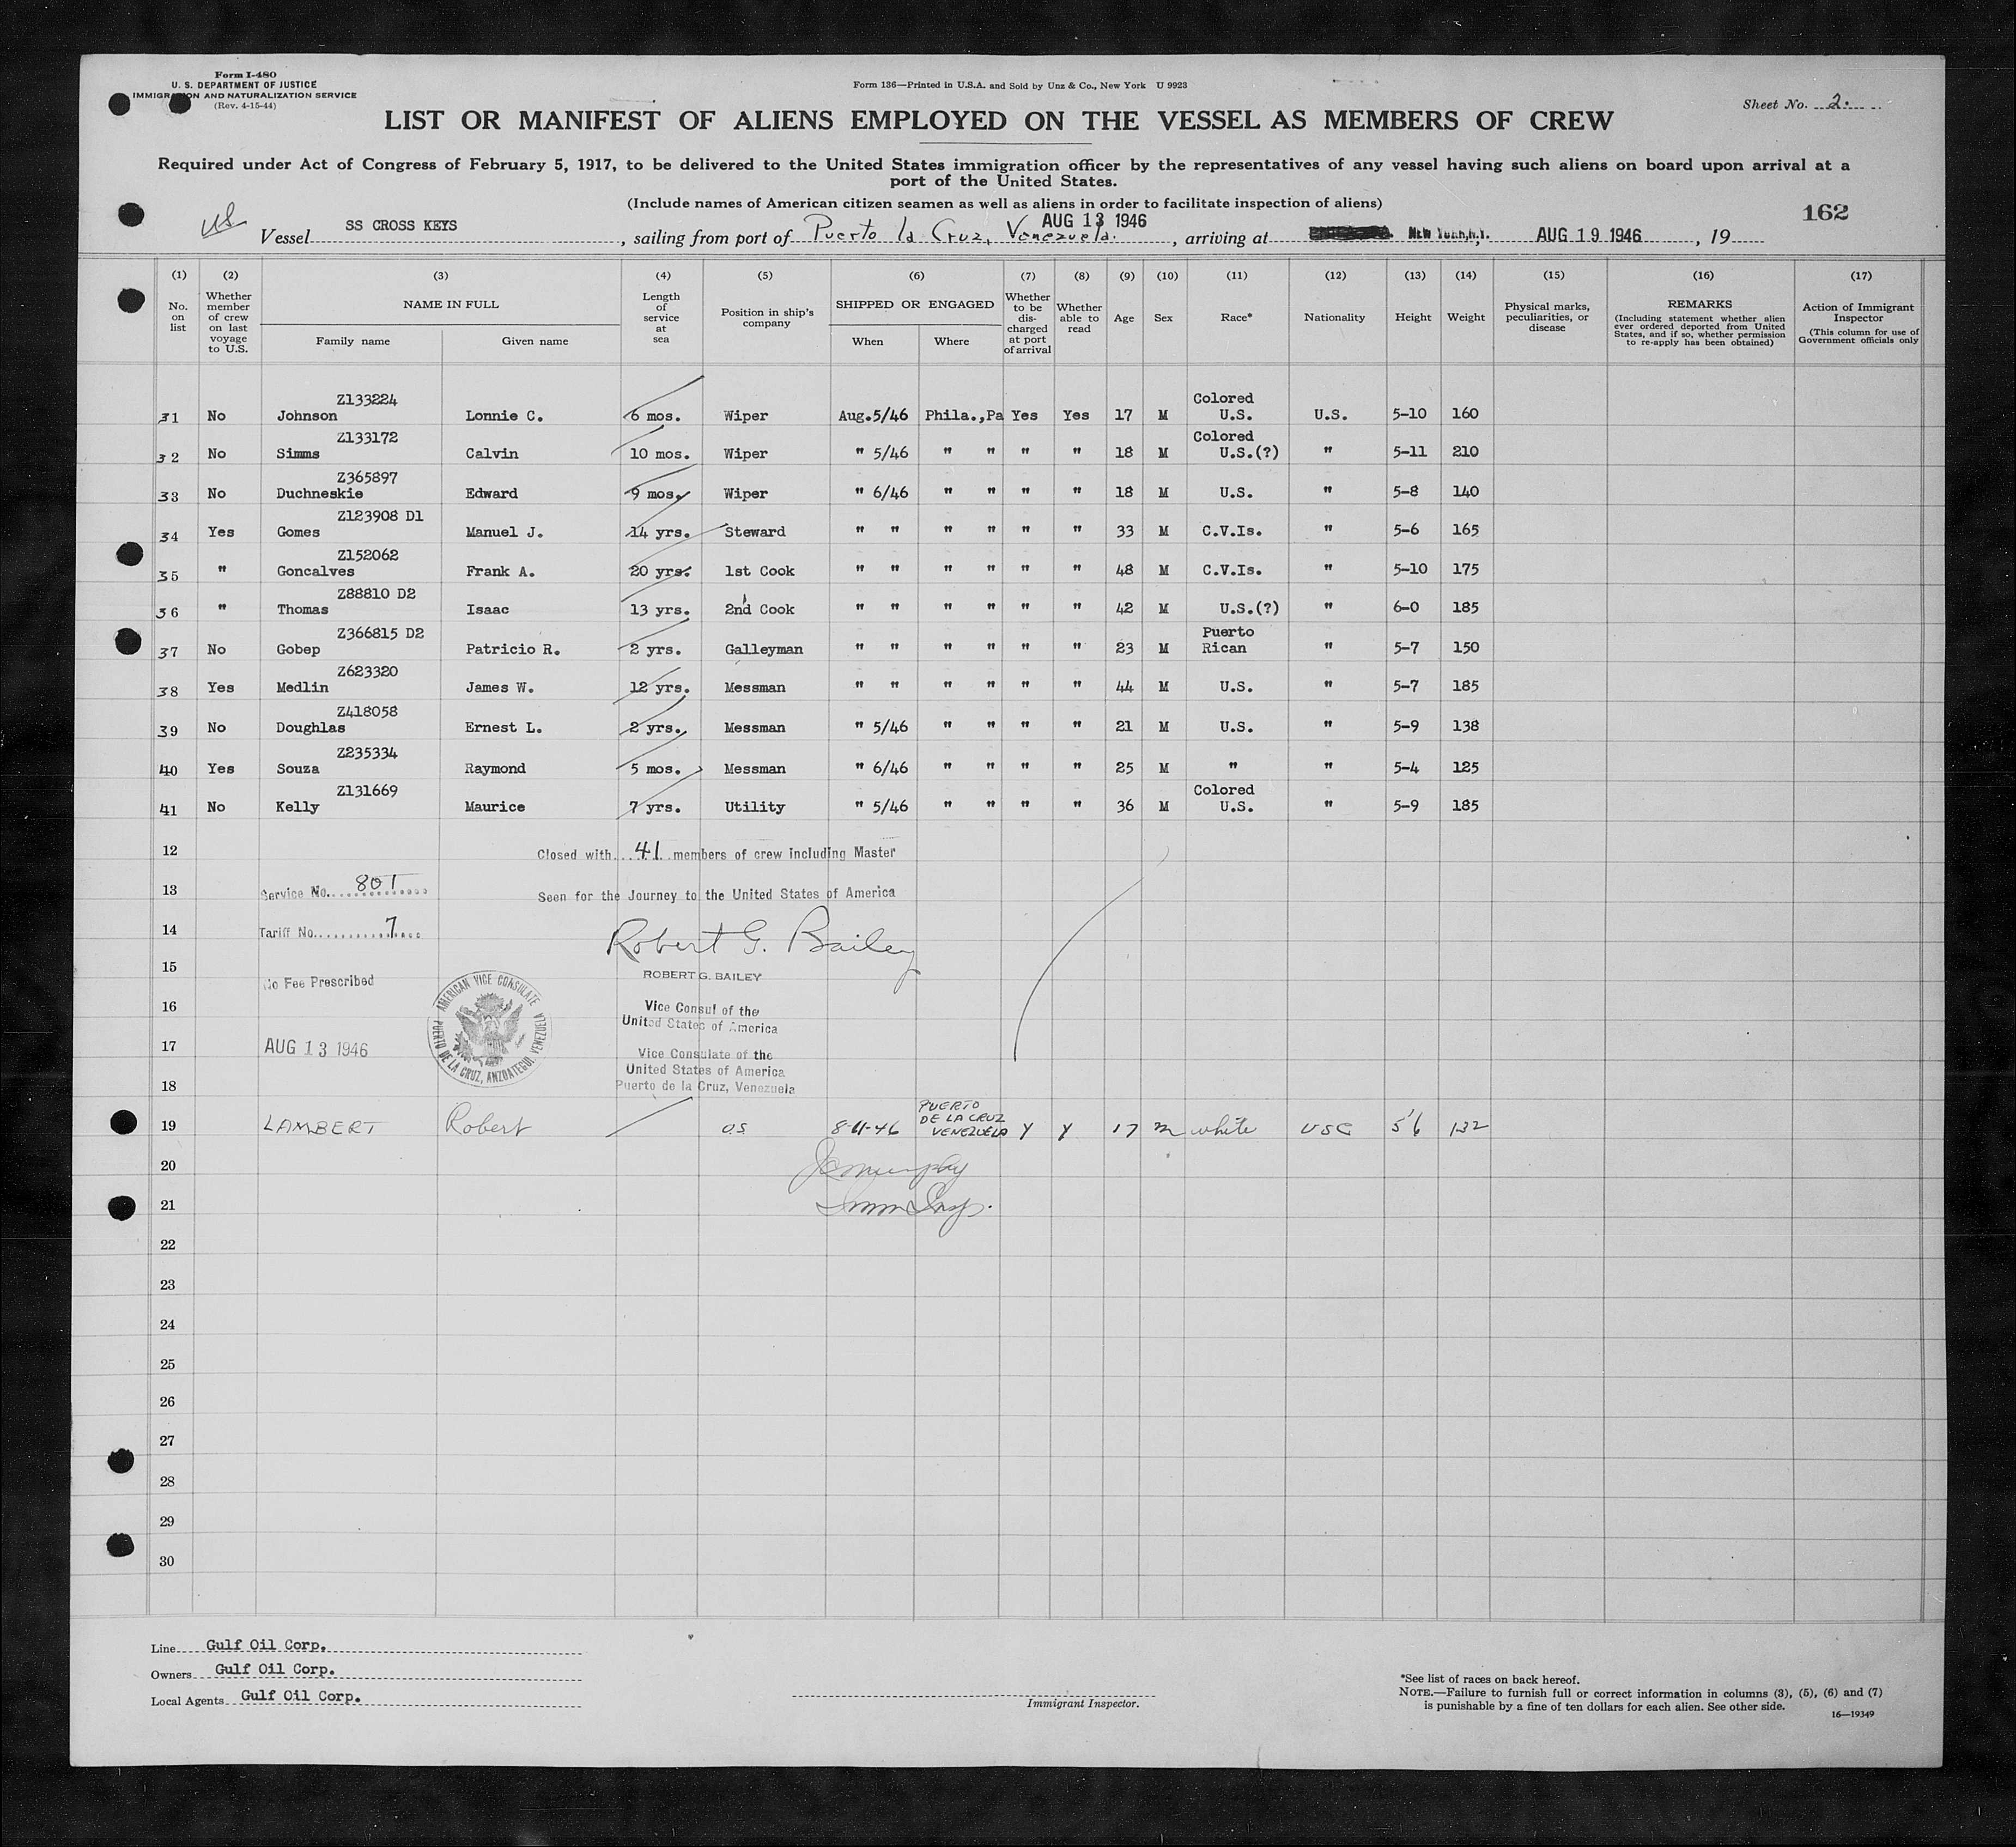 Form I-480
U. S. DEPARTMENT OF JUSTICE
IMMIGRATION AND NATURALIZATION SERVICE
(Rev. 4-15-44)
Form 136—Printed in U.S.A. and Sold by Unz & Co., New York U 9923
Sheet No. 2.
LIST OR MANIFEST OF ALIENS EMPLOYED ON THE VESSEL AS MEMBERS OF CREW
Required under Act of Congress of February 5, 1917, to be delivered to the United States immigration officer by the representatives of any vessel having such aliens on board upon arrival at a
port of the United States.
(Include names of American citizen seamen as well as aliens in order to facilitate inspection of aliens)
162
US
AUG 13 1946
Vessel SS CROSS KEYS, sailing from port of Puerto la Cruz, Venezuela., arriving at NEW YORK, N.Y. AUG 19 1946, 19
(1) (2) (3) (4) (5) (6) (7) (8) (9) (10) (11) (12) (13) (14) (15) (16) (17)
No. on list
Whether member of crew on last voyage to U.S.
NAME IN FULL
Family name Given name
Length of service at sea
Position in ship's company
SHIPPED OR ENGAGED
When Where
Whether to be discharged at port of arrival
Whether able to read
Age
Sex
Race*
Nationality
Height
Weight
Physical marks, peculiarities, or disease
REMARKS
(Including statement whether alien ever ordered deported from United States, and if so, whether permission to re-apply has been obtained)
Action of Immigrant Inspector
(This column for use of Government officials only
Z133224 Colored
31 No Johnson Lonnie C. 6 mos. Wiper Aug.5/46 Phila.,Pa Yes Yes 17 M U.S. U.S. 5-10 160
Z133172 Colored
32 No Simms Calvin 10 mos. Wiper " 5/46 " " " " 18 M U.S.(?) " 5-11 210
Z365897
33 No Duchneskie Edward 9 mos. Wiper " 6/46 " " " " 18 M U.S. " 5-8 140
Z123908 D1
34 Yes Gomes Manuel J. 14 yrs. Steward " " " " " " 33 M C.V.Is. " 5-6 165
Z152062
35 " Goncalves Frank A. 20 yrs. 1st Cook " " " " " " 48 M C.V.Is. " 5-10 175
Z88810 D2
36 " Thomas Isaac 13 yrs. 2nd Cook " " " " " " 42 M U.S.(?) " 6-0 185
Z366815 D2 Puerto
37 No Gobep Patricio R. 2 yrs. Galleyman " " " " " " 23 M Rican " 5-7 150
Z623320
38 Yes Medlin James W. 12 yrs. Messman " " " " " " 44 M U.S. " 5-7 185
Z418058
39 No Doughlas Ernest L. 2 yrs. Messman " 5/46 " " " " 21 M U.S. " 5-9 138
Z235334
40 Yes Souza Raymond 5 mos. Messman " 6/46 " " " " 25 M " " 5-4 125
Z131669 Colored
41 No Kelly Maurice 7 yrs. Utility " 5/46 " " " " 36 M U.S. " 5-9 185
12 Closed with 41 members of crew including Master
13 Service No. 801 Seen for the Journey to the United States of America
14 Tariff No. 7 Robert G. Bailey
15 ROBERT G. BAILEY
No Fee Prescribed
AMERICAN VICE CONSULATE PUERTO DE LA CRUZ, ANZOATEGUI, VENEZUELA
16 Vice Consul of the
United States of America
17 AUG 13 1946 Vice Consulate of the
United States of America
18 Puerto de la Cruz, Venezuela
19 LAMBERT Robert OS 8-11-46 PUERTO DE LA CRUZ VENEZUELA Y Y 17 m white USC 5'6 132
20 JCMurphy
21 Imm Insp.
22
23
24
25
26
27
28
29
30
Line Gulf Oil Corp.
Owners Gulf Oil Corp.
Local Agents Gulf Oil Corp.
Immigrant Inspector.
*See list of races on back hereof.
NOTE.—Failure to furnish full or correct information in columns (3), (5), (6) and (7)
is punishable by a fine of ten dollars for each alien. See other side.
16—19349